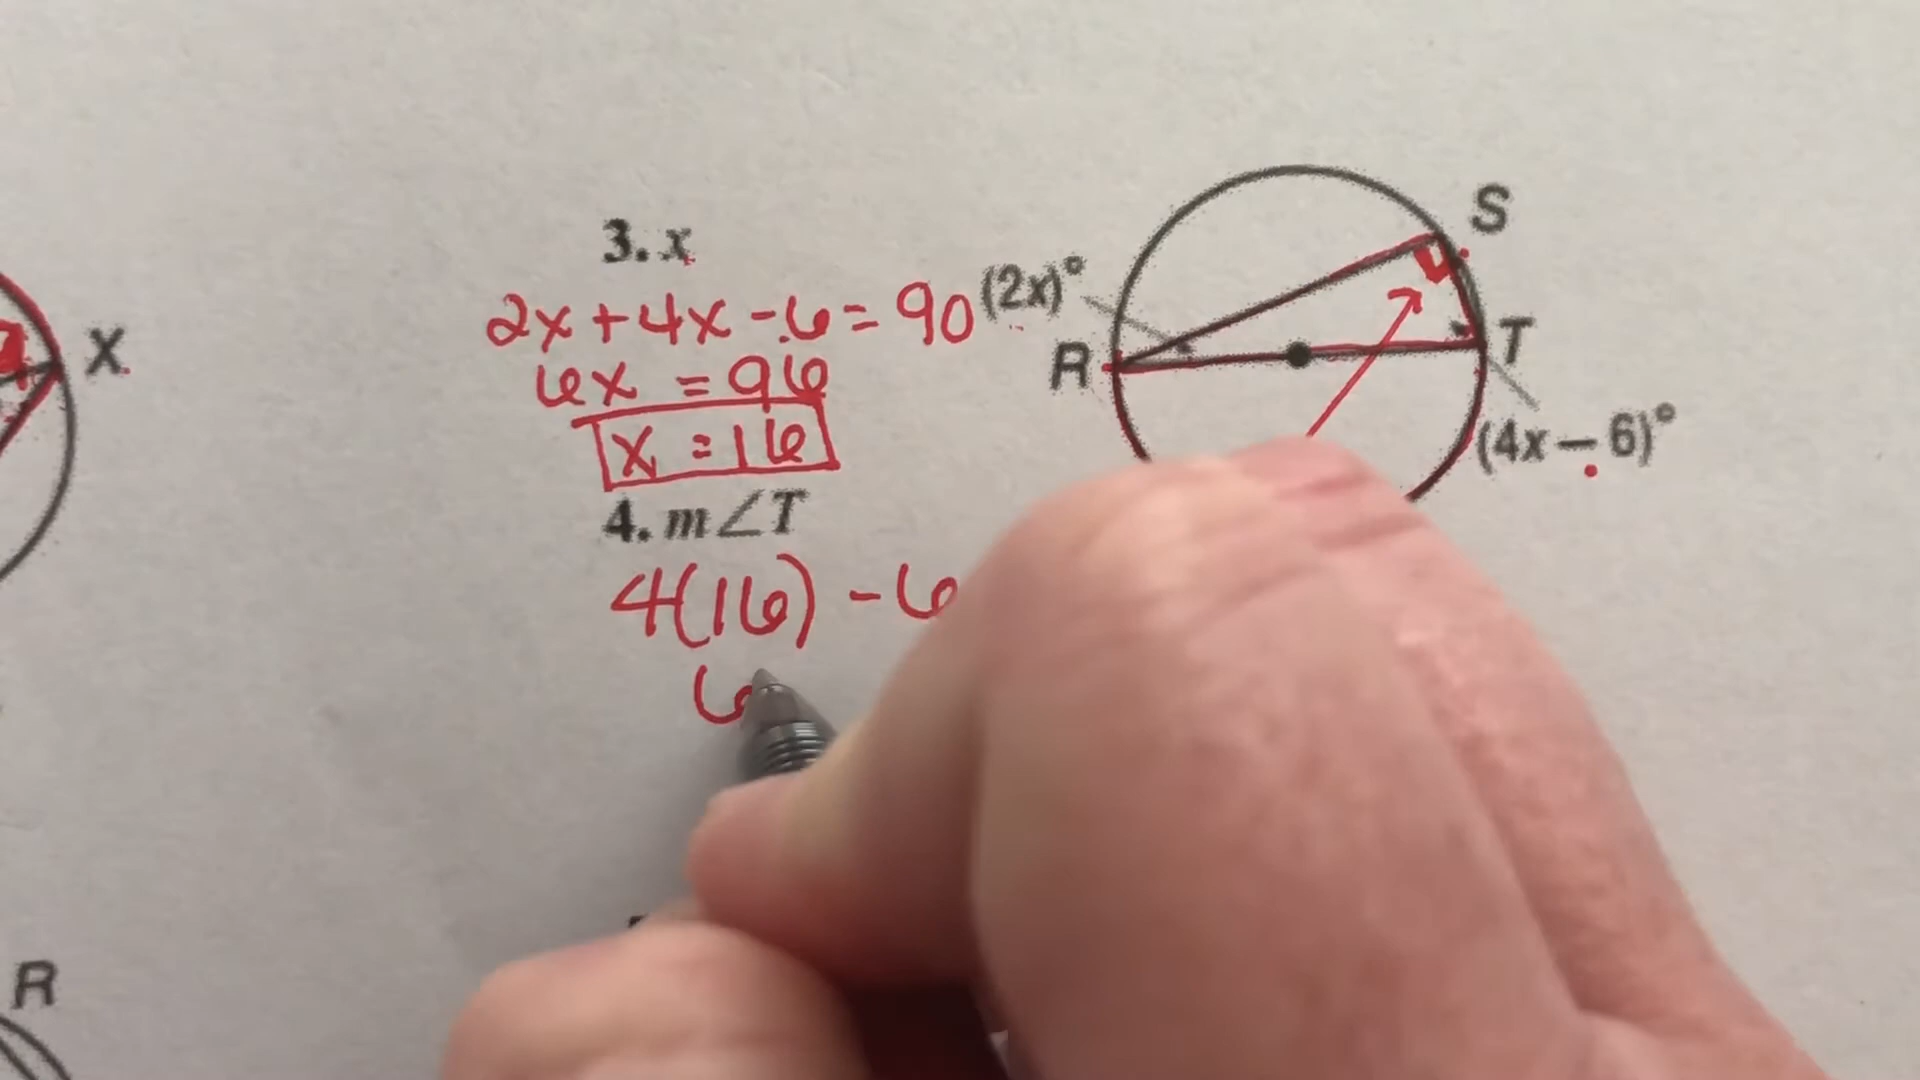 3. x
2x + 4x - 6 = 90
6x = 96
x = 16
4. m∠T
4(16) - 6
6
S
(2x)°
R
T
(4x – 6)°
X
R